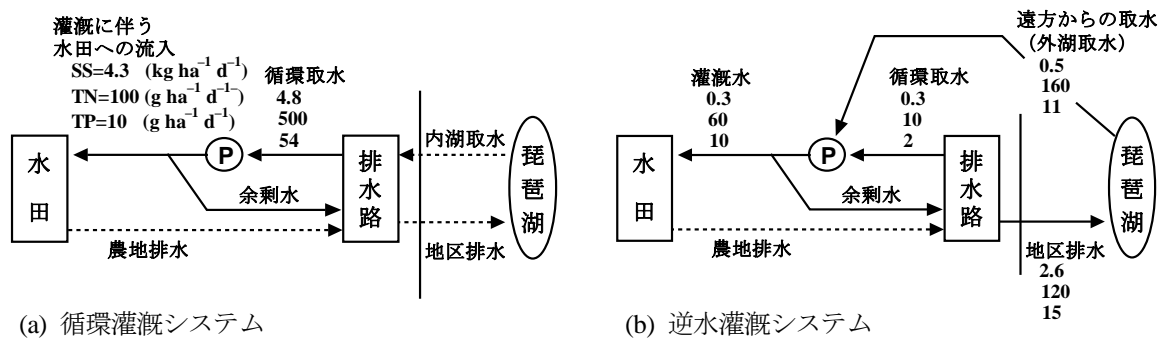 灌漑に伴う
水田への流入
SS=4.3 (kg ha⁻¹ d⁻¹)
TN=100 (g ha⁻¹ d⁻¹⁻)
TP=10 (g ha⁻¹ d⁻¹)
循環取水
4.8
500
54
P
水田
排水路
琵琶湖
内湖取水
余剰水
農地排水
地区排水
(a) 循環灌漑システム
遠方からの取水
(外湖取水)
0.5
160
11
灌漑水
0.3
60
10
循環取水
0.3
10
2
P
水田
排水路
琵琶湖
余剰水
農地排水
地区排水
2.6
120
15
(b) 逆水灌漑システム